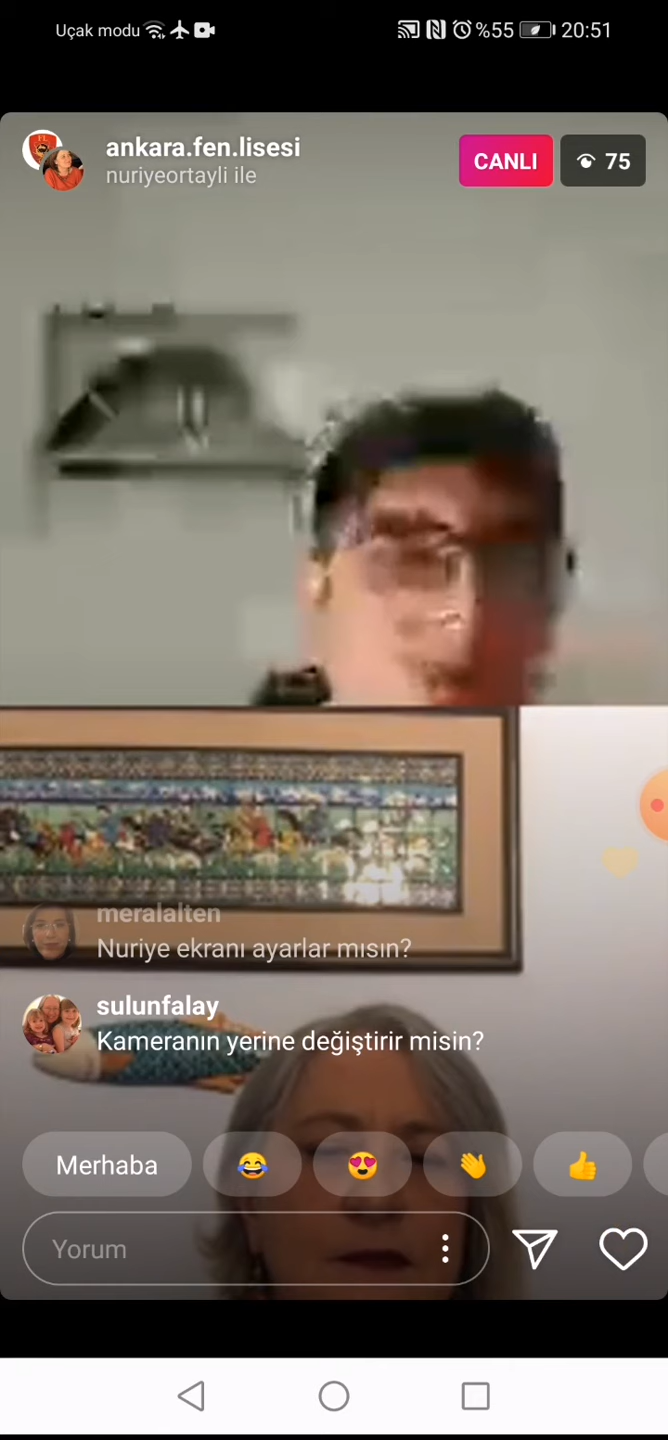 Uçak modu
%55
20:51
ankara.fen.lisesi
nuriyeortayli ile
CANLI
75
meralalten
Nuriye ekranı ayarlar mısın?
sulunfalay
Kameranın yerine değiştirir misin?
Merhaba
Yorum